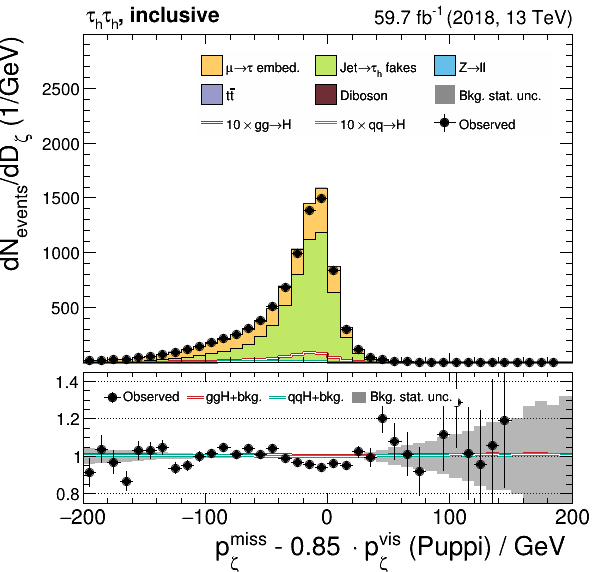 τhτh, inclusive
59.7 fb⁻¹ (2018, 13 TeV)
dNevents/dDζ (1/GeV)
2500
2000
1500
1000
500
μ→τ embed.
Jet→τh fakes
Z→ll
tt̄
Diboson
Bkg. stat. unc.
10 × gg→H
10 × qq→H
Observed
1.4
1.2
1
0.8
Observed
ggH+bkg.
qqH+bkg.
Bkg. stat. unc.
−200
−100
0
100
200
pζmiss - 0.85 · pζvis (Puppi) / GeV